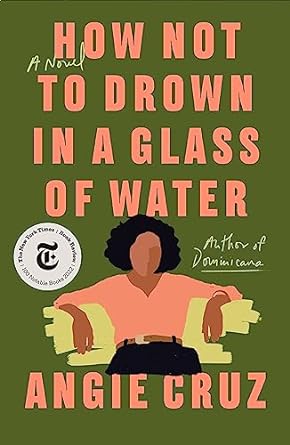 HOW NOT
A Novel
TO DROWN
IN A GLASS
OF WATER
The New York Times | Book Review
T
100 Notable Books 2022
Author of
Dominicana
ANGIE CRUZ